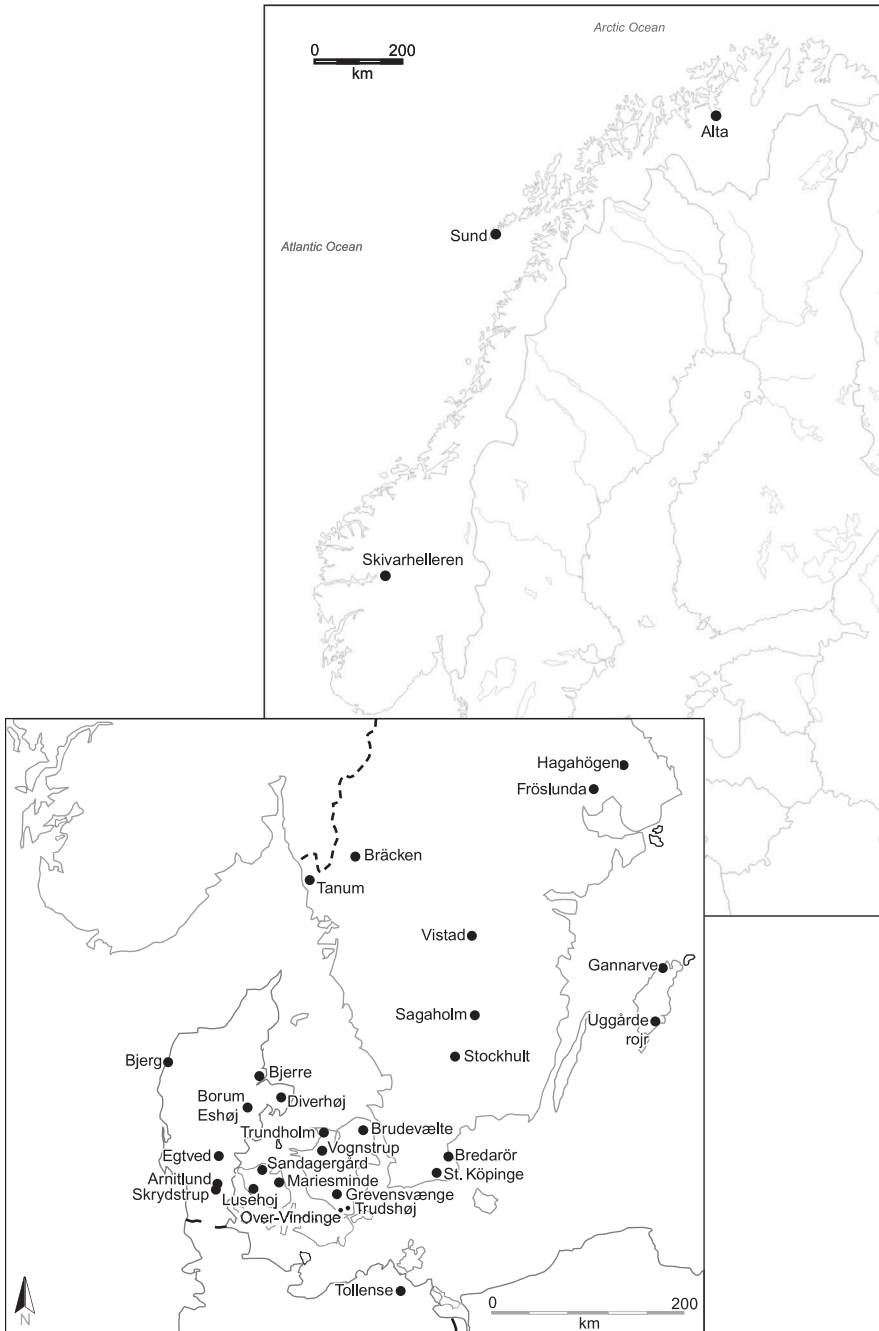 Arctic Ocean
0 200
km
Alta
Sund
Atlantic Ocean
Skivarhelleren
Hagahögen
Fröslunda
Bräcken
Tanum
Vistad
Gannarve
Sagaholm
Uggårde
rojr
Stockhult
Bjerg
Bjerre
Borum
Eshøj
Diverhøj
Trundholm
Brudevælte
Vognstrup
Egtved
Bredarör
Sandagergård
St. Köpinge
Arnitlund
Mariesminde
Skrydstrup
Lusehoj
Grevensvænge
Over-Vindinge
Trudshøj
Tollense
0 200
km
N